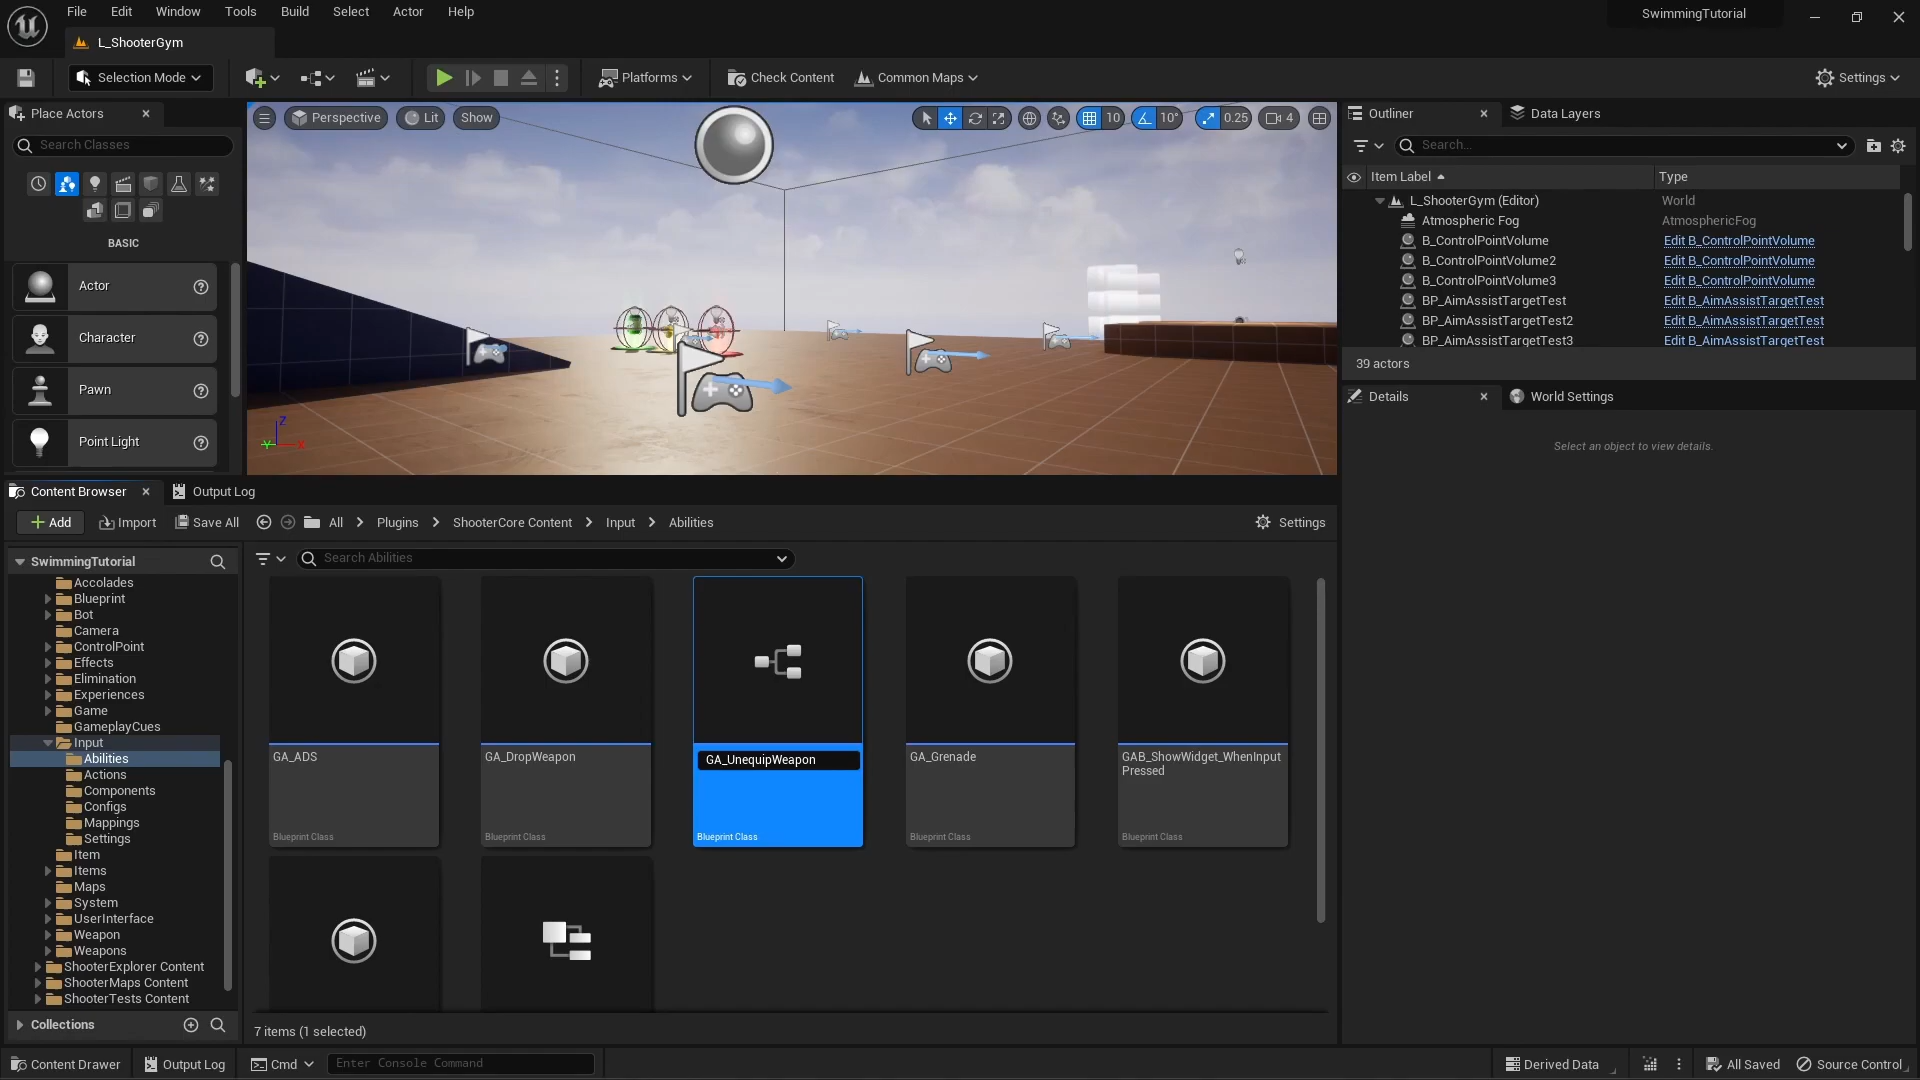 File Edit Window Tools Build Select Actor Help
SwimmingTutorial
L_ShooterGym
Selection Mode
Platforms
Check Content
Common Maps
Settings
Place Actors
Search Classes
BASIC
Actor
Character
Pawn
Point Light
Perspective
Lit
Show
10
10°
0.25
4
Z
Y
X
Outliner
Data Layers
Search...
Item Label
Type
L_ShooterGym (Editor) World
Atmospheric Fog AtmosphericFog
B_ControlPointVolume Edit B_ControlPointVolume
B_ControlPointVolume2 Edit B_ControlPointVolume
B_ControlPointVolume3 Edit B_ControlPointVolume
BP_AimAssistTargetTest Edit B_AimAssistTargetTest
BP_AimAssistTargetTest2 Edit B_AimAssistTargetTest
BP_AimAssistTargetTest3 Edit B_AimAssistTargetTest
39 actors
Details
World Settings
Select an object to view details.
Content Browser
Output Log
Add
Import
Save All
All
Plugins
ShooterCore Content
Input
Abilities
Settings
SwimmingTutorial
Accolades
Blueprint
Bot
Camera
ControlPoint
Effects
Elimination
Experiences
Game
GameplayCues
Input
Abilities
Actions
Components
Configs
Mappings
Settings
Item
Items
Maps
System
UserInterface
Weapon
Weapons
ShooterExplorer Content
ShooterMaps Content
ShooterTests Content
Collections
Search Abilities
GA_ADS
Blueprint Class
GA_DropWeapon
Blueprint Class
GA_UnequipWeapon
Blueprint Class
GA_Grenade
Blueprint Class
GAB_ShowWidget_WhenInput
Pressed
Blueprint Class
7 items (1 selected)
Content Drawer
Output Log
Cmd
Enter Console Command
Derived Data
All Saved
Source Control